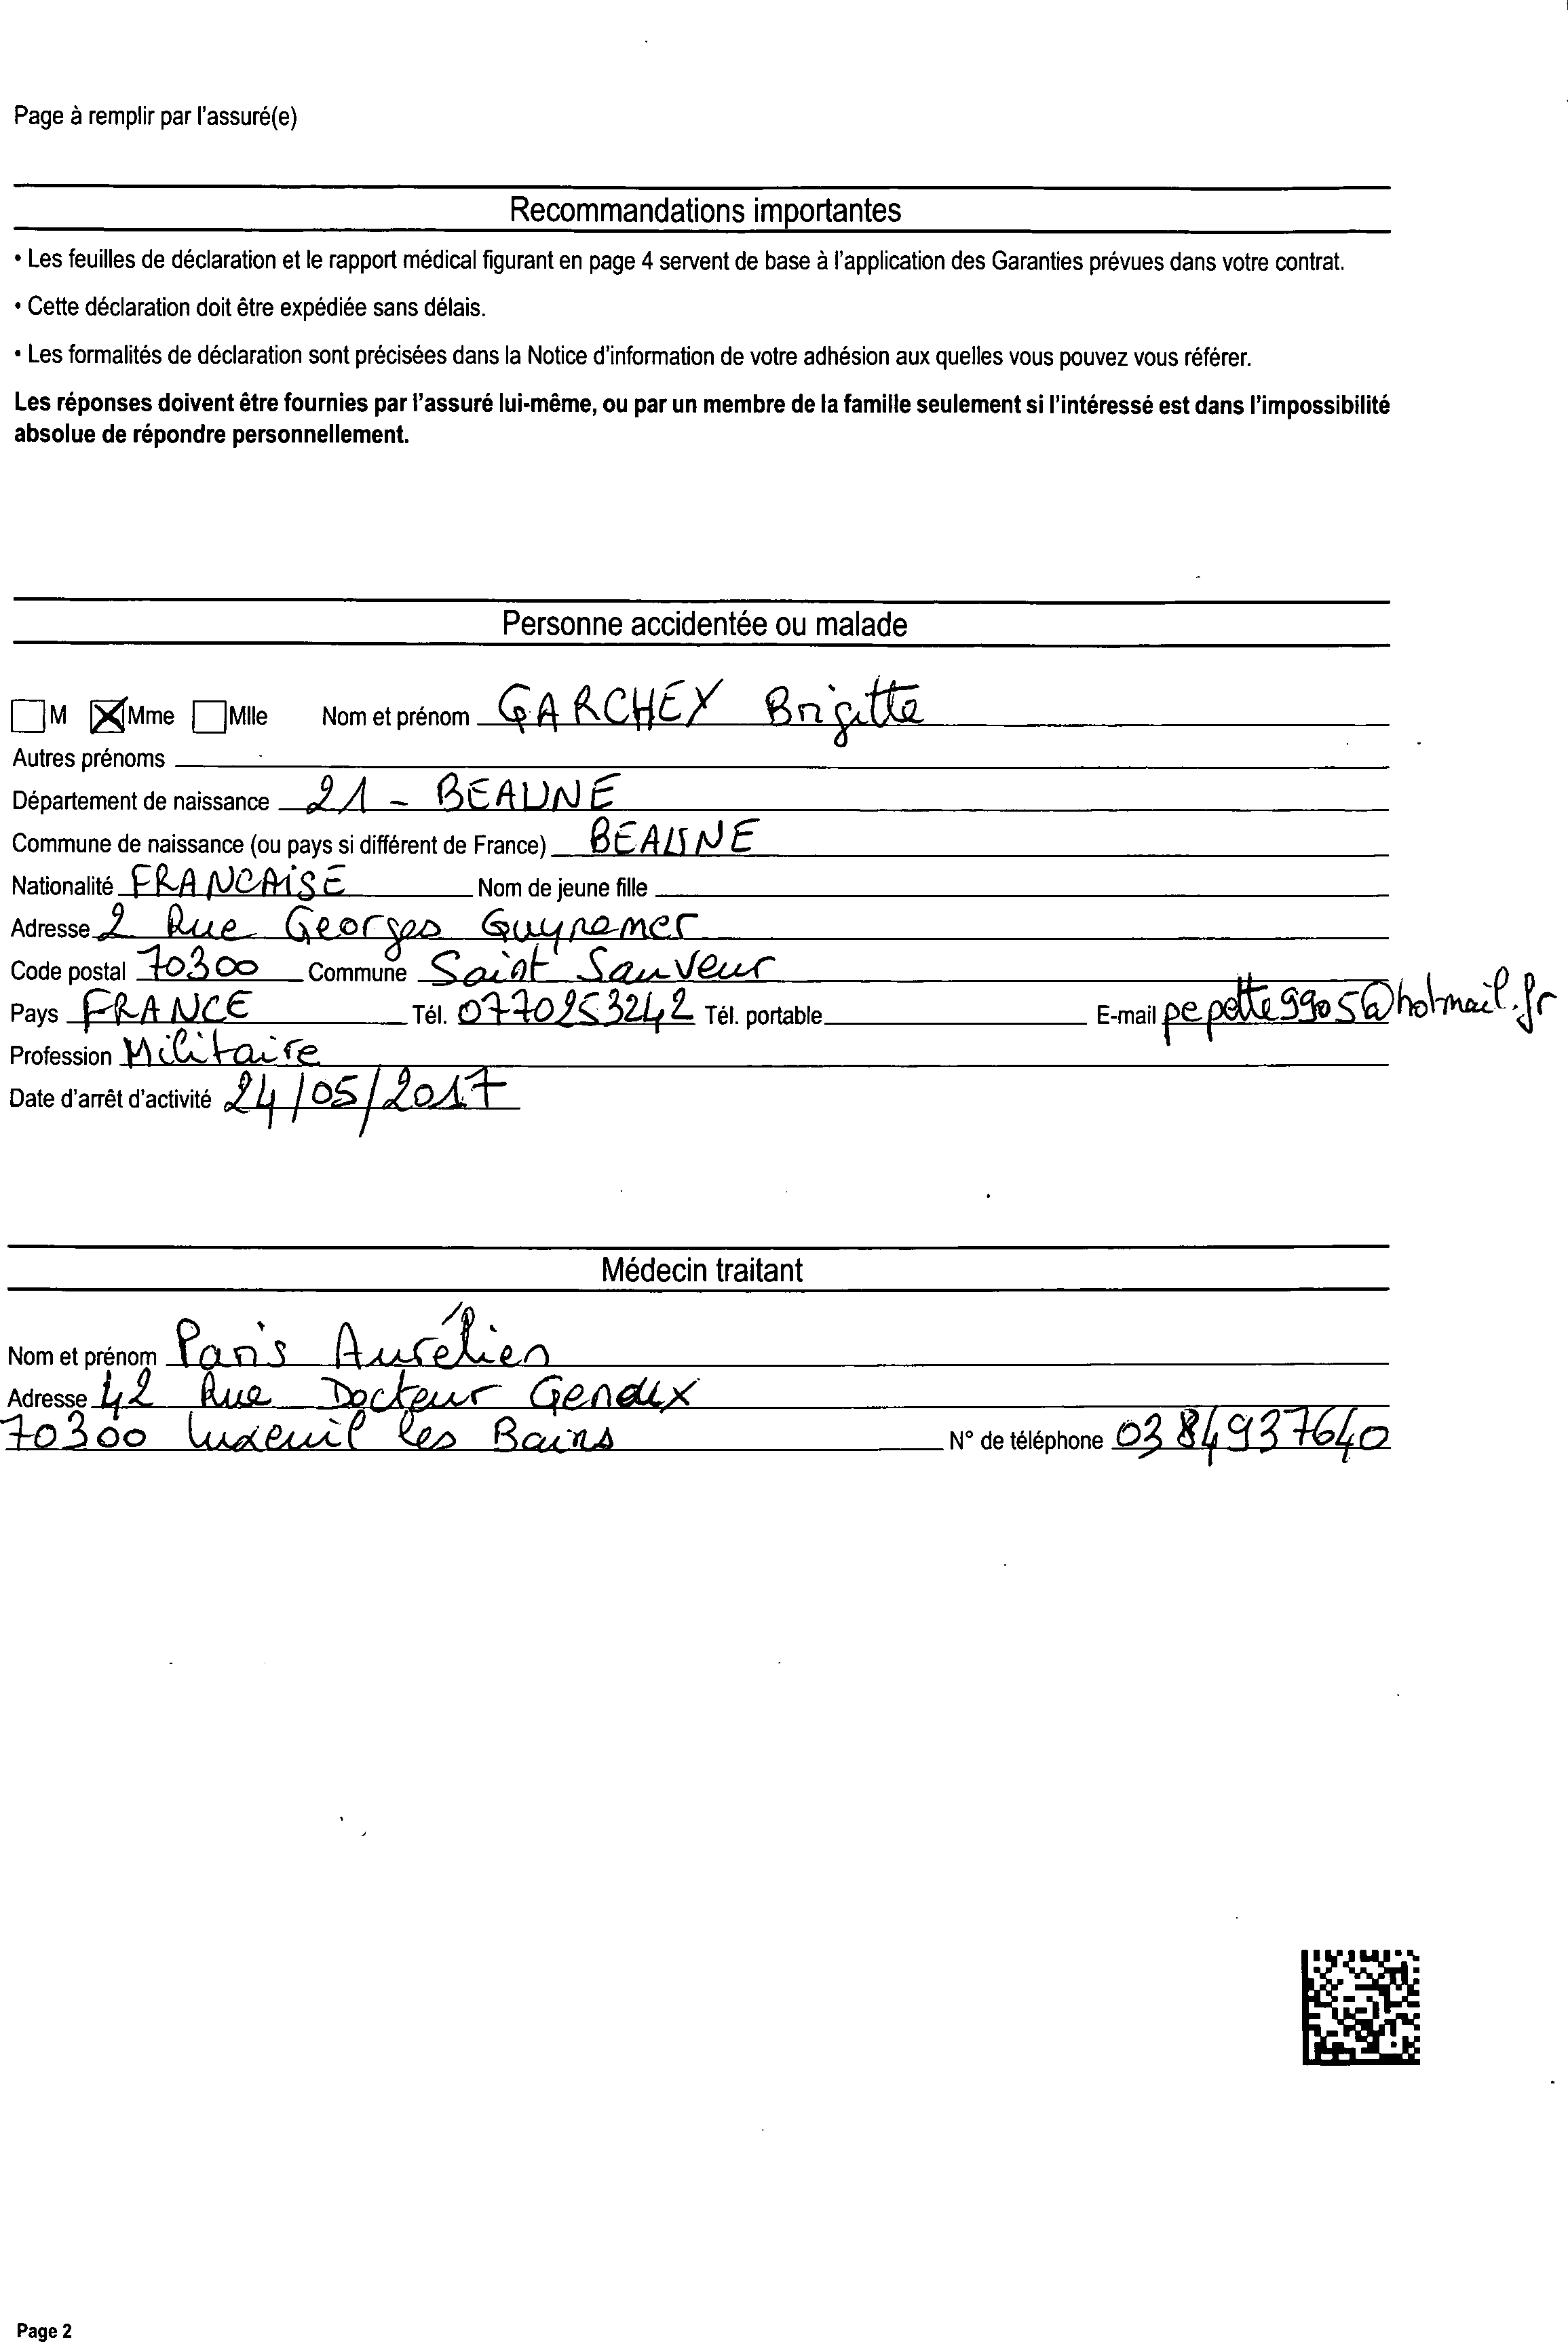 Page à remplir par l'assuré(e)
Recommandations importantes
• Les feuilles de déclaration et le rapport médical figurant en page 4 servent de base à l'application des Garanties prévues dans votre contrat.
• Cette déclaration doit être expédiée sans délais.
• Les formalités de déclaration sont précisées dans la Notice d'information de votre adhésion aux quelles vous pouvez vous référer.
Les réponses doivent être fournies par l'assuré lui-même, ou par un membre de la famille seulement si l'intéressé est dans l'impossibilité
absolue de répondre personnellement.
Personne accidentée ou malade
M Mme Mlle Nom et prénom GARCHEY Brigitte
Autres prénoms
Département de naissance 21 - BEAUNE
Commune de naissance (ou pays si différent de France) BEAUNE
Nationalité FRANCAiSE Nom de jeune fille
Adresse 2 Rue Georges Guynemer
Code postal 70300 Commune Saint Sauveur
Pays FRANCE Tél. 0770253242 Tél. portable E-mail pepette9905@hotmail.fr
Profession Militaire
Date d'arrêt d'activité 24/05/2017
Médecin traitant
Nom et prénom Paris Aurélien
Adresse 42 Rue Docteur
70300 Luxeuil les Bains N° de téléphone 0384937640
Page 2